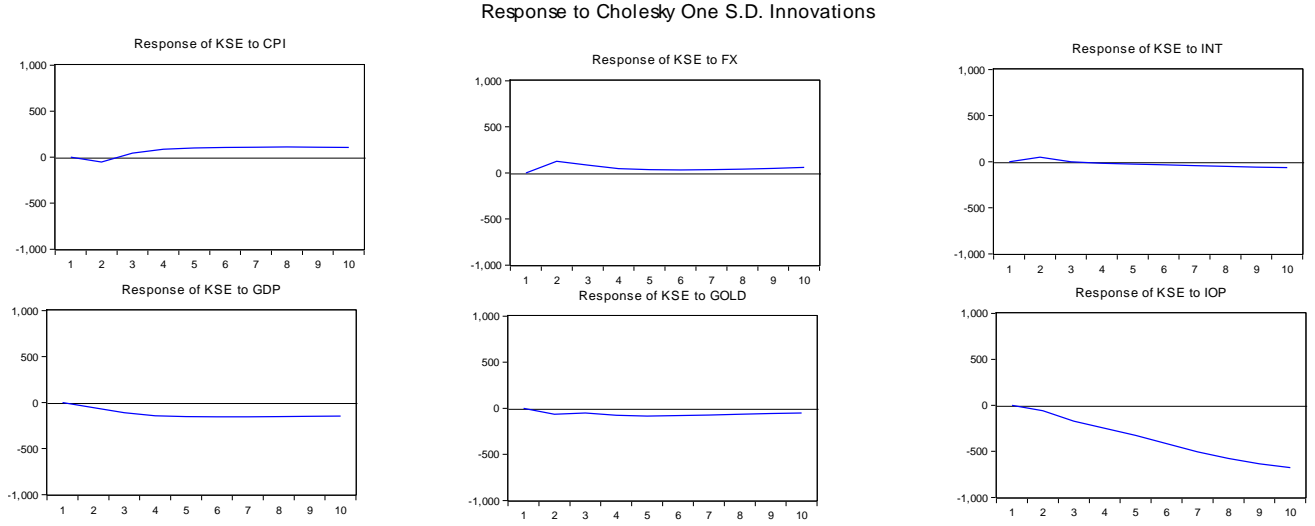 Response to Cholesky One S.D. Innovations
Response of KSE to CPI
1,000
500
0
-500
-1,000
1 2 3 4 5 6 7 8 9 10
Response of KSE to FX
1,000
500
0
-500
-1,000
1 2 3 4 5 6 7 8 9 10
Response of KSE to INT
1,000
500
0
-500
-1,000
1 2 3 4 5 6 7 8 9 10
Response of KSE to GDP
1,000
500
0
-500
-1,000
1 2 3 4 5 6 7 8 9 10
Response of KSE to GOLD
1,000
500
0
-500
-1,000
1 2 3 4 5 6 7 8 9 10
Response of KSE to IOP
1,000
500
0
-500
-1,000
1 2 3 4 5 6 7 8 9 10